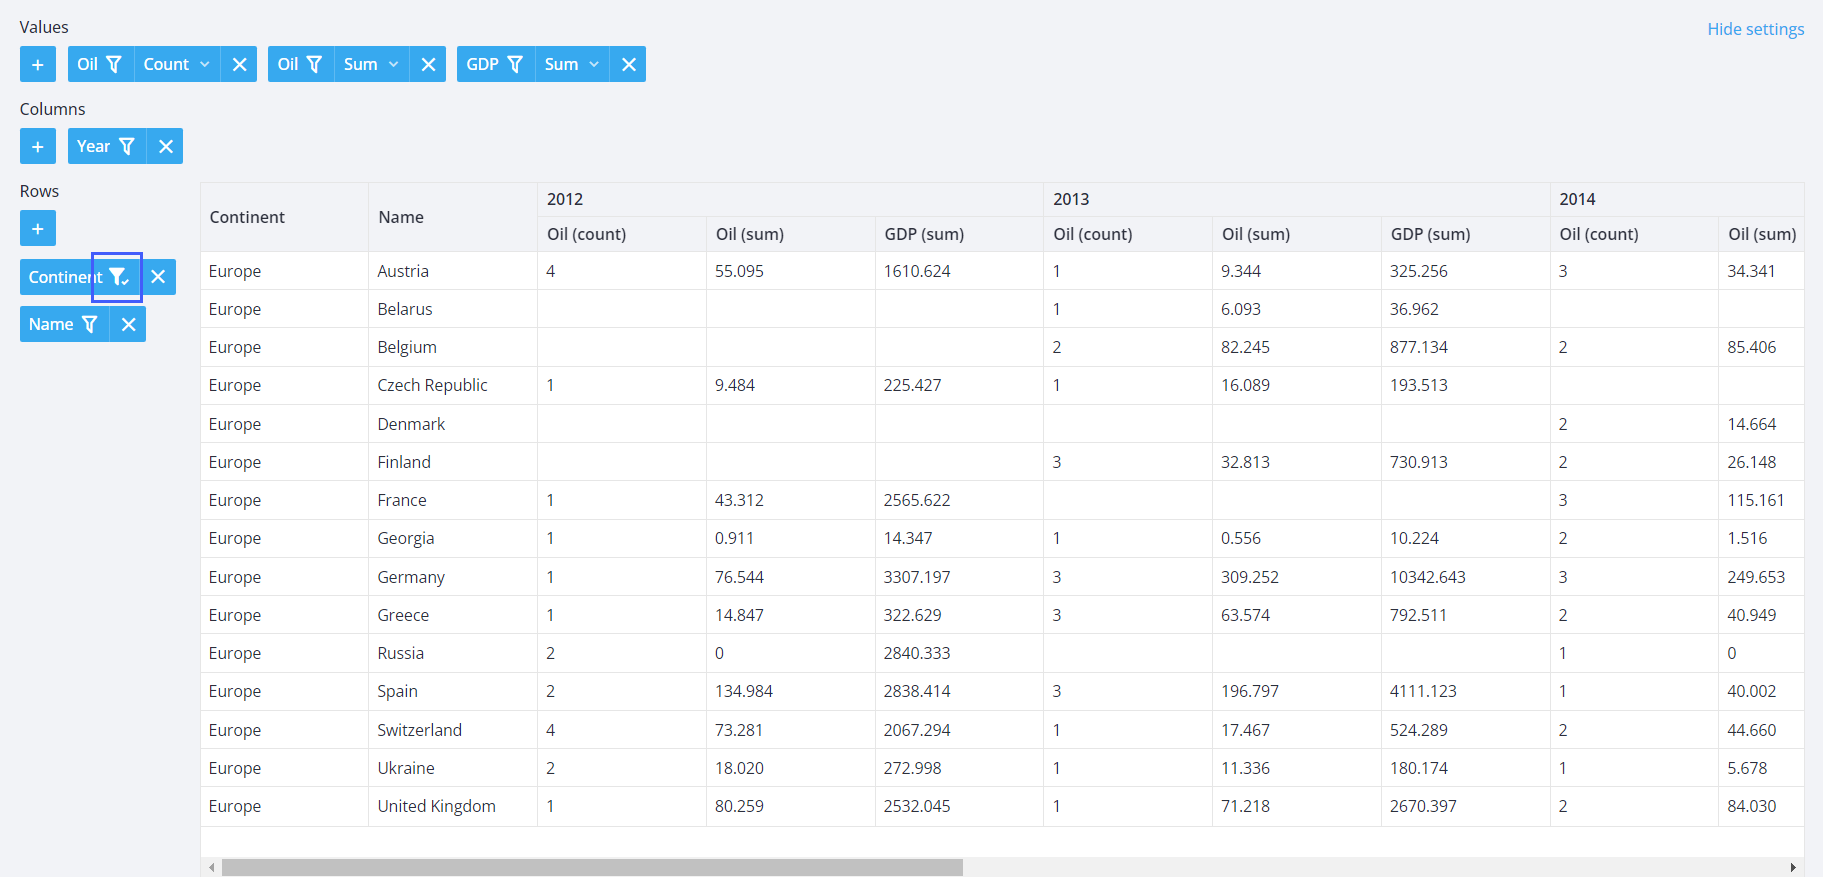 Values
Hide settings
+ Oil Count Oil Sum GDP Sum
Columns
+ Year
Rows
+
Continent
Name
Continent Name 2012 2013 2014
Oil (count) Oil (sum) GDP (sum) Oil (count) Oil (sum) GDP (sum) Oil (count) Oil (sum)
Europe Austria 4 55.095 1610.624 1 9.344 325.256 3 34.341
Europe Belarus 1 6.093 36.962
Europe Belgium 2 82.245 877.134 2 85.406
Europe Czech Republic 1 9.484 225.427 1 16.089 193.513
Europe Denmark 2 14.664
Europe Finland 3 32.813 730.913 2 26.148
Europe France 1 43.312 2565.622 3 115.161
Europe Georgia 1 0.911 14.347 1 0.556 10.224 2 1.516
Europe Germany 1 76.544 3307.197 3 309.252 10342.643 3 249.653
Europe Greece 1 14.847 322.629 3 63.574 792.511 2 40.949
Europe Russia 2 0 2840.333 1 0
Europe Spain 2 134.984 2838.414 3 196.797 4111.123 1 40.002
Europe Switzerland 4 73.281 2067.294 1 17.467 524.289 2 44.660
Europe Ukraine 2 18.020 272.998 1 11.336 180.174 1 5.678
Europe United Kingdom 1 80.259 2532.045 1 71.218 2670.397 2 84.030